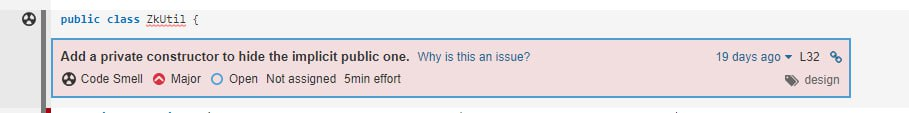 public class ZkUtil {
Add a private constructor to hide the implicit public one. Why is this an issue? 19 days ago L32
Code Smell Major Open Not assigned 5min effort design